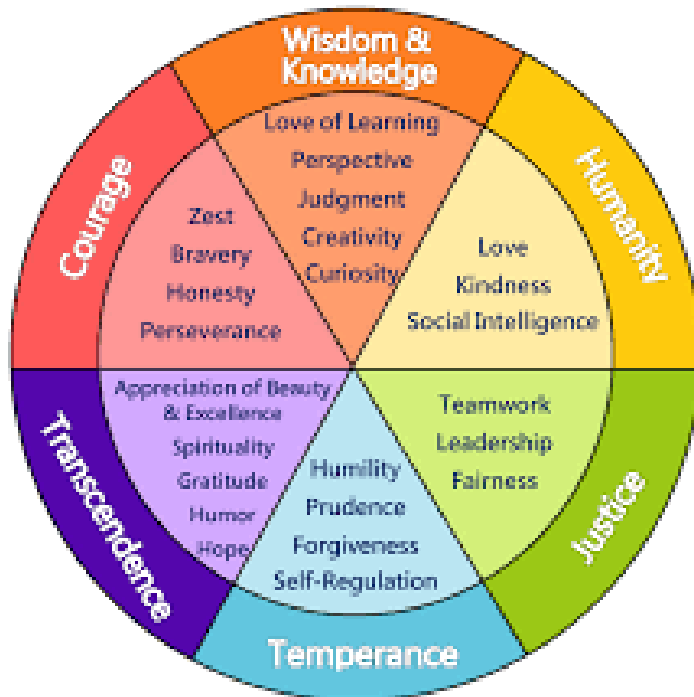 Wisdom &
Knowledge
Love of Learning
Perspective
Judgment
Creativity
Curiosity
Humanity
Love
Kindness
Social Intelligence
Justice
Teamwork
Leadership
Fairness
Temperance
Humility
Prudence
Forgiveness
Self-Regulation
Transcendence
Appreciation of Beauty
& Excellence
Spirituality
Gratitude
Humor
Hope
Courage
Zest
Bravery
Honesty
Perseverance